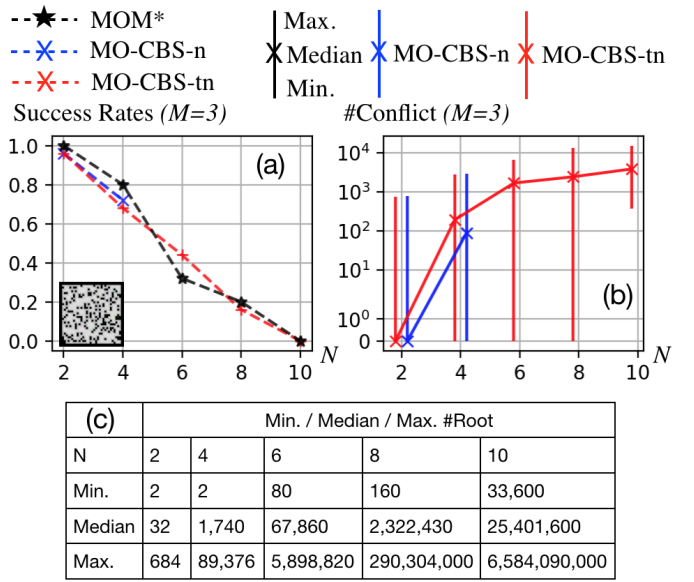 MOM*
MO-CBS-n
MO-CBS-tn
Max.
Median
Min.
MO-CBS-n
MO-CBS-tn
Success Rates (M=3)
#Conflict (M=3)
(a)
1.0
0.8
0.6
0.4
0.2
0.0
2 4 6 8 10 N
(b)
10^4
10^3
10^2
10^1
10^0
0
2 4 6 8 10 N
(c) Min. / Median / Max. #Root
N 2 4 6 8 10
Min. 2 2 80 160 33,600
Median 32 1,740 67,860 2,322,430 25,401,600
Max. 684 89,376 5,898,820 290,304,000 6,584,090,000